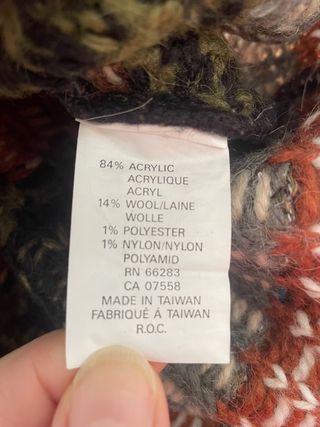 84% ACRYLIC
ACRYLIQUE
ACRYL
14% WOOL/LAINE
WOLLE
1% POLYESTER
1% NYLON/NYLON
POLYAMID
RN 66283
CA 07558
MADE IN TAIWAN
FABRIQUÉ Á TAIWAN
R.O.C.